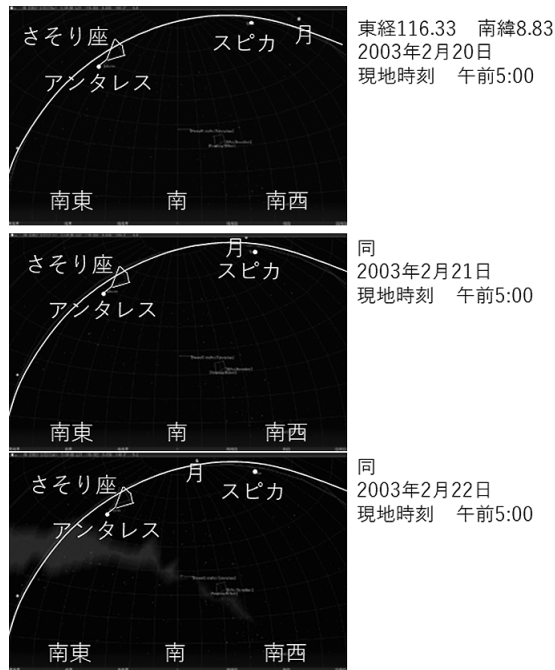 さそり座
スピカ 月
アンタレス
南東 南 南西
東経116.33 南緯8.83
2003年2月20日
現地時刻 午前5:00
月
さそり座 スピカ
アンタレス
南東 南 南西
同
2003年2月21日
現地時刻 午前5:00
月
さそり座 スピカ
アンタレス
南東 南 南西
同
2003年2月22日
現地時刻 午前5:00